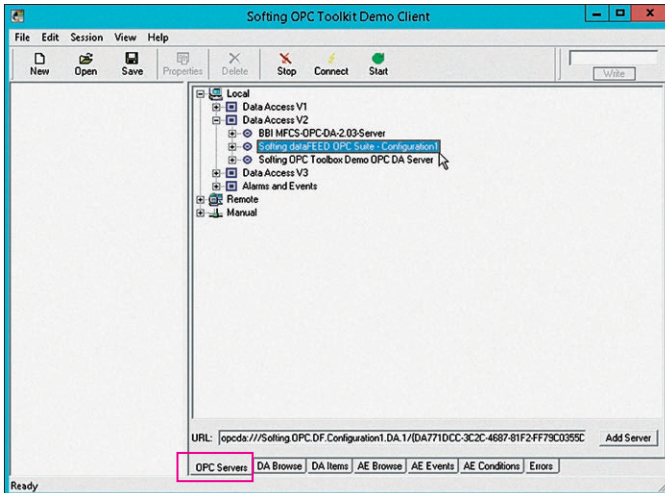 Softing OPC Toolkit Demo Client
File Edit Session View Help
New Open Save Properties Delete Stop Connect Start Write
Local
Data Access V1
Data Access V2
BBI MFCS-OPC-DA-2.03-Server
Softing dataFEED OPC Suite - Configuration1
Softing OPC Toolbox Demo OPC DA Server
Data Access V3
Alarms and Events
Remote
Manual
URL: opcda:///Softing.OPC.DF.Configuration1.DA.1/{DA771DCC-3C2C-4687-81F2-FF79C0355C Add Server
OPC Servers DA Browse DA Items AE Browse AE Events AE Conditions Errors
Ready